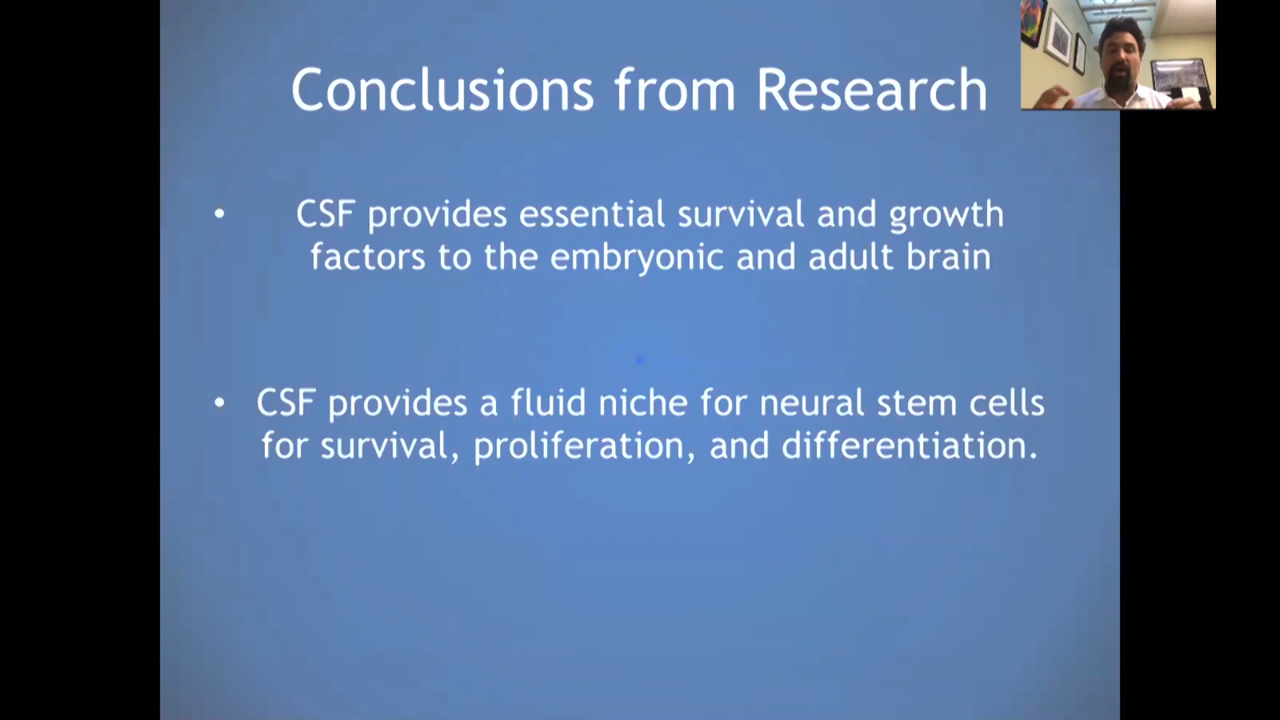 Conclusions from Research
• CSF provides essential survival and growth
factors to the embryonic and adult brain
• CSF provides a fluid niche for neural stem cells
for survival, proliferation, and differentiation.